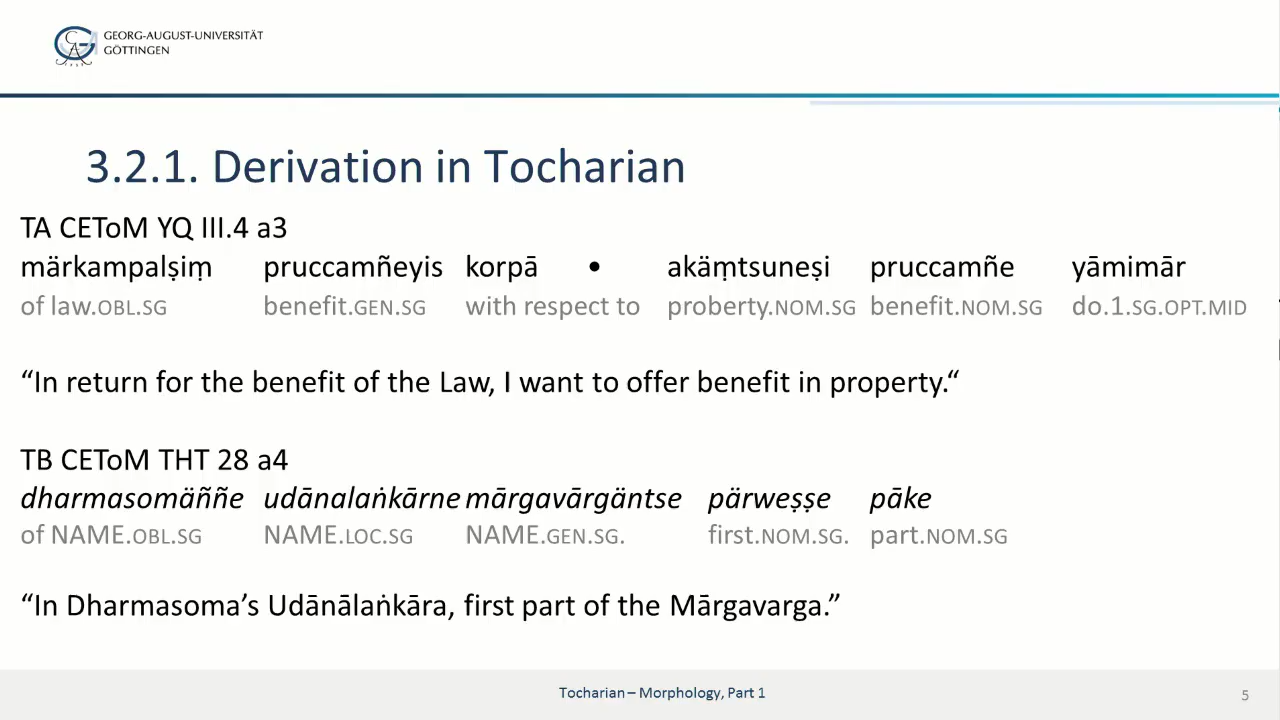 GEORG-AUGUST-UNIVERSITÄT
GÖTTINGEN
3.2.1. Derivation in Tocharian
TA CEToM YQ III.4 a3
märkampalṣiṃ pruccamñeyis korpā • akäṃtsuneṣi pruccamñe yāmimār
of law.OBL.SG benefit.GEN.SG with respect to proberty.NOM.SG benefit.NOM.SG do.1.SG.OPT.MID
“In return for the benefit of the Law, I want to offer benefit in property.“
TB CEToM THT 28 a4
dharmasomäññe udānalaṅkārne mārgavārgäntse pärweṣṣe pāke
of NAME.OBL.SG NAME.LOC.SG NAME.GEN.SG. first.NOM.SG. part.NOM.SG
“In Dharmasoma’s Udānālaṅkāra, first part of the Mārgavarga.”
Tocharian – Morphology, Part 1
5